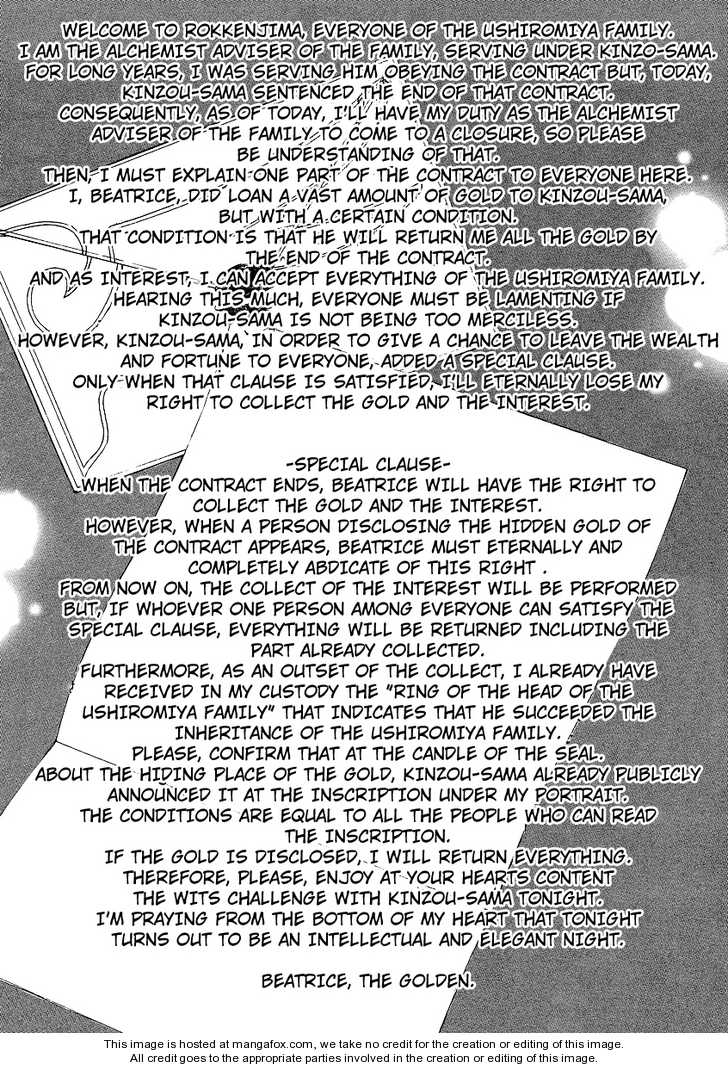 WELCOME TO ROKKENJIMA, EVERYONE OF THE USHIROMIYA FAMILY.
I AM THE ALCHEMIST ADVISER OF THE FAMILY, SERVING UNDER KINZO-SAMA.
FOR LONG YEARS, I WAS SERVING HIM OBEYING THE CONTRACT BUT, TODAY,
KINZOU-SAMA SENTENCED THE END OF THAT CONTRACT.
CONSEQUENTLY, AS OF TODAY, I'LL HAVE MY DUTY AS THE ALCHEMIST
ADVISER OF THE FAMILY TO COME TO A CLOSURE, SO PLEASE
BE UNDERSTANDING OF THAT.
THEN, I MUST EXPLAIN ONE PART OF THE CONTRACT TO EVERYONE HERE.
I, BEATRICE, DID LOAN A VAST AMOUNT OF GOLD TO KINZOU-SAMA,
BUT WITH A CERTAIN CONDITION.
THAT CONDITION IS THAT HE WILL RETURN ME ALL THE GOLD BY
THE END OF THE CONTRACT.
AND AS INTEREST, I CAN ACCEPT EVERYTHING OF THE USHIROMIYA FAMILY.
HEARING THIS MUCH, EVERYONE MUST BE LAMENTING IF
KINZOU-SAMA IS NOT BEING TOO MERCILESS.
HOWEVER, KINZOU-SAMA, IN ORDER TO GIVE A CHANCE TO LEAVE THE WEALTH
AND FORTUNE TO EVERYONE, ADDED A SPECIAL CLAUSE.
ONLY WHEN THAT CLAUSE IS SATISFIED, I'LL ETERNALLY LOSE MY
RIGHT TO COLLECT THE GOLD AND THE INTEREST.
-SPECIAL CLAUSE-
WHEN THE CONTRACT ENDS, BEATRICE WILL HAVE THE RIGHT TO
COLLECT THE GOLD AND THE INTEREST.
HOWEVER, WHEN A PERSON DISCLOSING THE HIDDEN GOLD OF
THE CONTRACT APPEARS, BEATRICE MUST ETERNALLY AND
COMPLETELY ABDICATE OF THIS RIGHT .
FROM NOW ON, THE COLLECT OF THE INTEREST WILL BE PERFORMED
BUT, IF WHOEVER ONE PERSON AMONG EVERYONE CAN SATISFY THE
SPECIAL CLAUSE, EVERYTHING WILL BE RETURNED INCLUDING THE
PART ALREADY COLLECTED.
FURTHERMORE, AS AN OUTSET OF THE COLLECT, I ALREADY HAVE
RECEIVED IN MY CUSTODY THE "RING OF THE HEAD OF THE
USHIROMIYA FAMILY" THAT INDICATES THAT HE SUCCEEDED THE
INHERITANCE OF THE USHIROMIYA FAMILY.
PLEASE, CONFIRM THAT AT THE CANDLE OF THE SEAL.
ABOUT THE HIDING PLACE OF THE GOLD, KINZOU-SAMA ALREADY PUBLICLY
ANNOUNCED IT AT THE INSCRIPTION UNDER MY PORTRAIT.
THE CONDITIONS ARE EQUAL TO ALL THE PEOPLE WHO CAN READ
THE INSCRIPTION.
IF THE GOLD IS DISCLOSED, I WILL RETURN EVERYTHING.
THEREFORE, PLEASE, ENJOY AT YOUR HEARTS CONTENT
THE WITS CHALLENGE WITH KINZOU-SAMA TONIGHT.
I'M PRAYING FROM THE BOTTOM OF MY HEART THAT TONIGHT
TURNS OUT TO BE AN INTELLECTUAL AND ELEGANT NIGHT.
BEATRICE, THE GOLDEN.
This image is hosted at mangafox.com, we take no credit for the creation or editing of this image.
All credit goes to the appropriate parties involved in the creation or editing of this image.